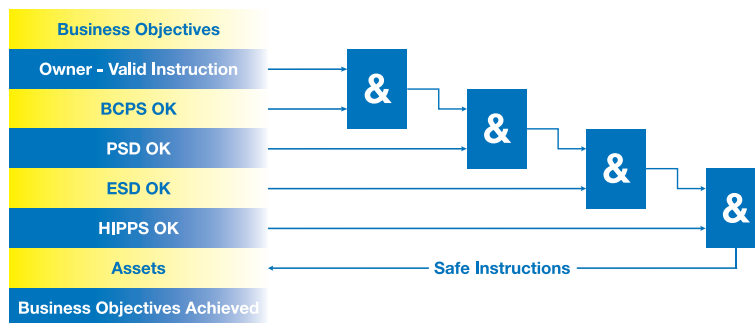 Business Objectives
Owner – Valid Instruction
&
BCPS OK
&
PSD OK
&
ESD OK
&
HIPPS OK
Assets
Safe Instructions
Business Objectives Achieved